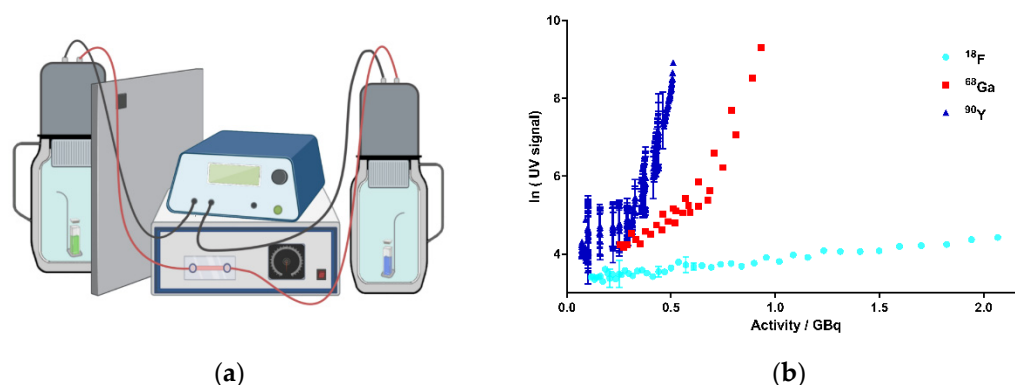 ln ( UV signal)
10
8
6
4
0.0
0.5
1.0
1.5
2.0
Activity / GBq
¹⁸F
⁶⁸Ga
⁹⁰Y
(a)
(b)